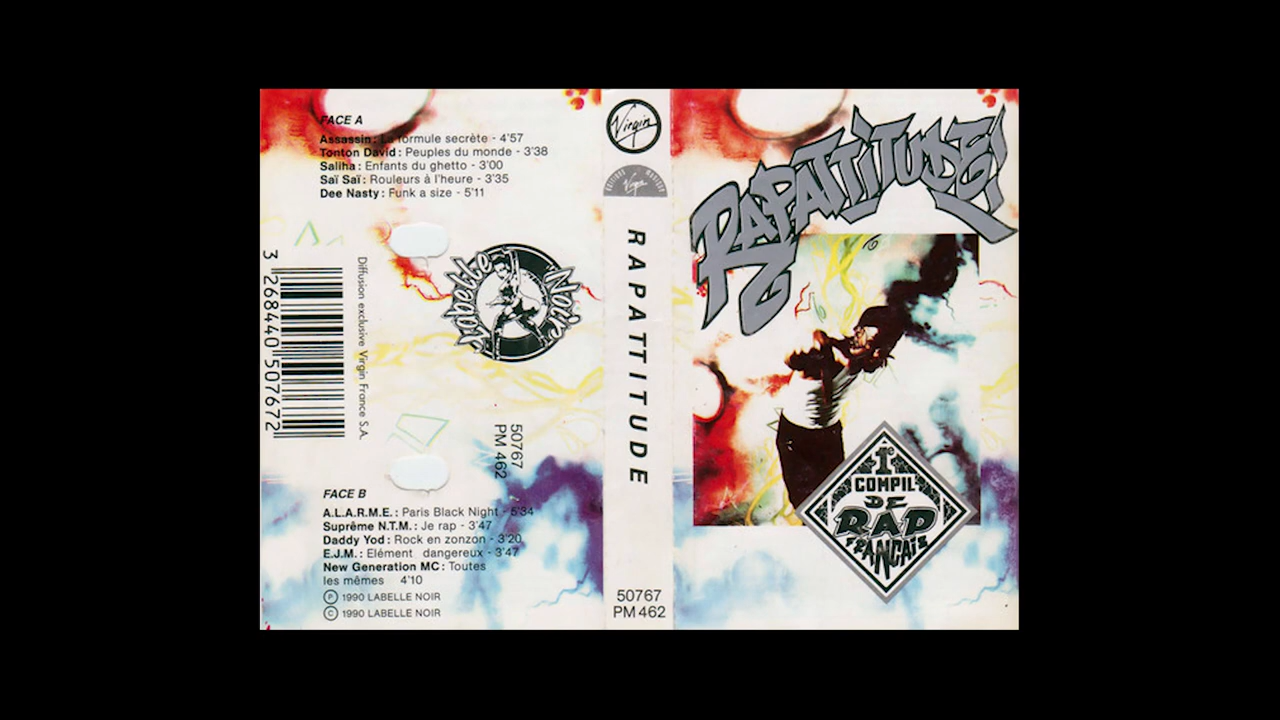 FACE A
Assassin : La formule secrète - 4'57
Tonton David : Peuples du monde - 3'38
Saliha : Enfants du ghetto - 3'00
Saï Saï : Rouleurs à l'heure - 3'35
Dee Nasty : Funk a size - 5'11
Labelle Noire
3 268440 507672
Diffusion exclusive Virgin France S.A.
50767
PM 462
FACE B
A.L.A.R.M.E. : Paris Black Night - 5'34
Suprême N.T.M. : Je rap - 3'47
Daddy Yod : Rock en zonzon - 3'20
E.J.M. : Elément dangereux - 3'47
New Generation MC : Toutes
les mêmes 4'10
Ⓟ 1990 LABELLE NOIR
Ⓒ 1990 LABELLE NOIR
Virgin
Virgin
RAPATTITUDE
50767
PM 462
RAPATTITUDE!
1e
COMPIL
DE
RAP
FRANÇAIS